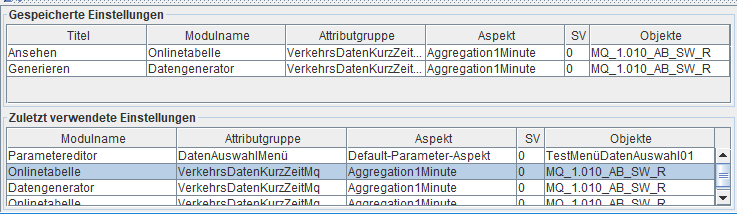 Gespeicherte Einstellungen
Titel Modulname Attributgruppe Aspekt SV Objekte
Ansehen Onlinetabelle VerkehrsDatenKurzZeit... Aggregation1Minute 0 MQ_1.010_AB_SW_R
Generieren Datengenerator VerkehrsDatenKurzZeit... Aggregation1Minute 0 MQ_1.010_AB_SW_R
Zuletzt verwendete Einstellungen
Modulname Attributgruppe Aspekt SV Objekte
Parametereditor DatenAuswahlMenü Default-Parameter-Aspekt 0 TestMenüDatenAuswahl01
Onlinetabelle VerkehrsDatenKurzZeitMq Aggregation1Minute 0 MQ_1.010_AB_SW_R
Datengenerator VerkehrsDatenKurzZeitMq Aggregation1Minute 0 MQ_1.010_AB_SW_R
Onlinetabelle VerkehrsDatenKurzZeitMq Aggregation1Minute 0 MQ_1.010_AB_SW_R